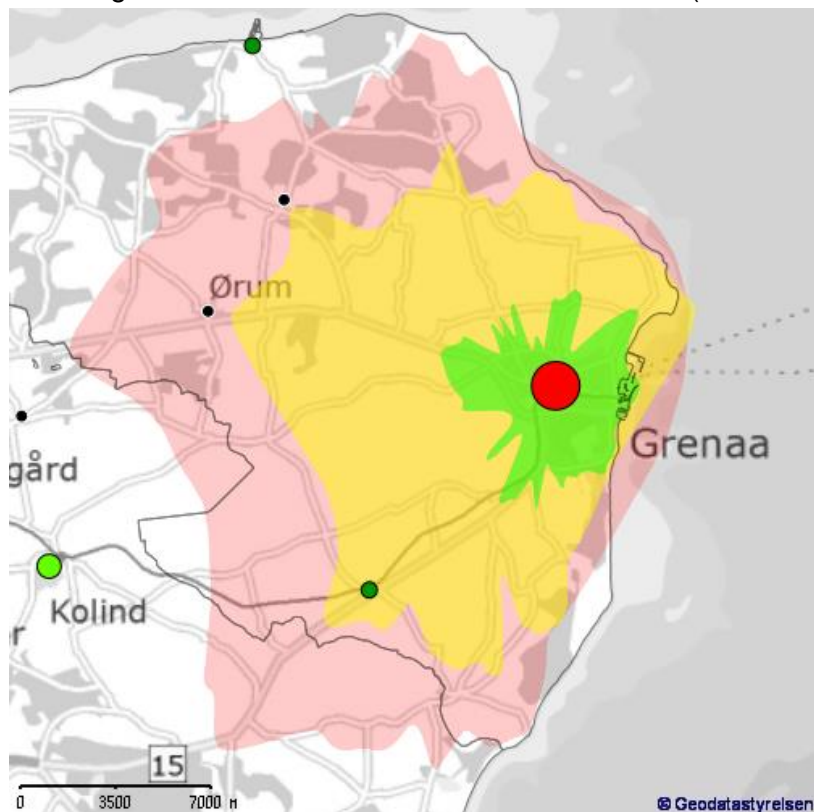 Ørum
Grenaa
gård
Kolind
r
15
0 3500 7000 M
© Geodatastyrelsen